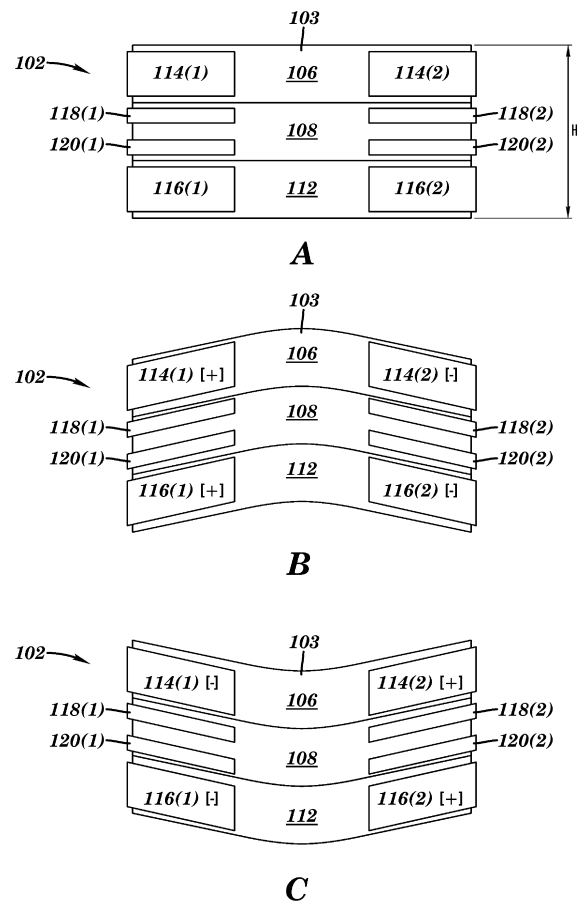 103
102 114(1) 106 114(2)
118(1) 118(2)
108 H
120(1) 120(2)
116(1) 112 116(2)
A
103
106
102 114(1) [+] 114(2) [-]
108
118(1) 118(2)
120(1) 120(2)
112
116(1) [+] 116(2) [-]
B
103
102
114(1) [-] 114(2) [+]
118(1) 106 118(2)
120(1) 120(2)
108
116(1) [-] 116(2) [+]
112
C